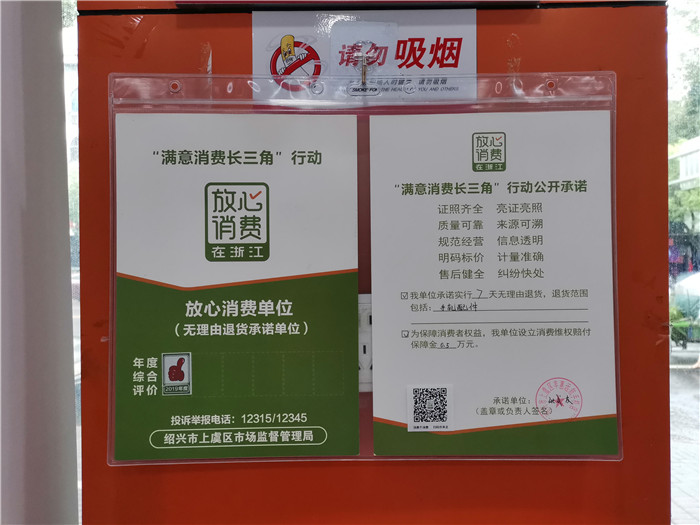 请勿吸烟
“满意消费长三角”行动
放心
消费
在浙江
放心消费单位
（无理由退货承诺单位）
年度
综合
评价
2019年度
投诉举报电话：12315/12345
绍兴市上虞区市场监督管理局
放心
消费
在浙江
“满意消费长三角”行动公开承诺
证照齐全 亮证亮照
质量可靠 来源可溯
规范经营 信息透明
明码标价 计量准确
售后健全 纠纷快处
☑我单位承诺实行 7 天无理由退货，退货范围
包括：手机配件
☑为保障消费者权益，我单位设立消费维权赔付
保障金 0.5 万元。
承诺单位：
（盖章或负责人签名）